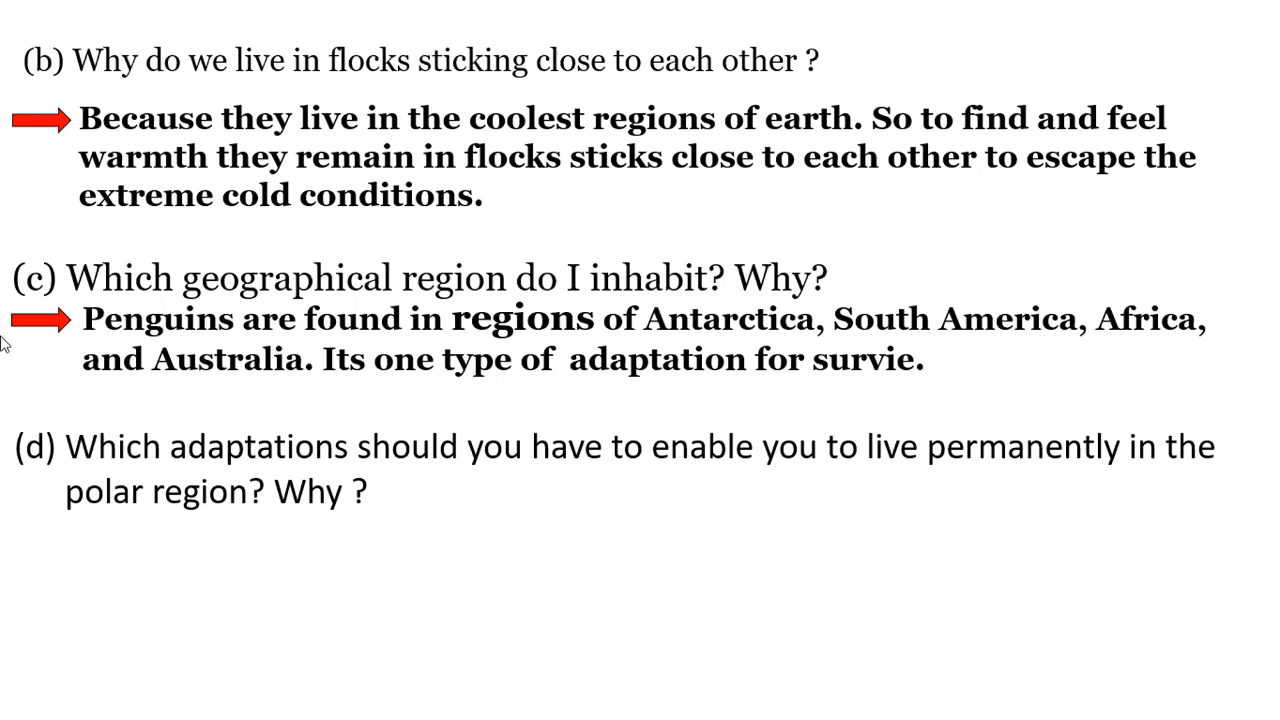 (b) Why do we live in flocks sticking close to each other ?
Because they live in the coolest regions of earth. So to find and feel
warmth they remain in flocks sticks close to each other to escape the
extreme cold conditions.
(c) Which geographical region do I inhabit? Why?
Penguins are found in regions of Antarctica, South America, Africa,
and Australia. Its one type of adaptation for survie.
(d) Which adaptations should you have to enable you to live permanently in the
polar region? Why ?